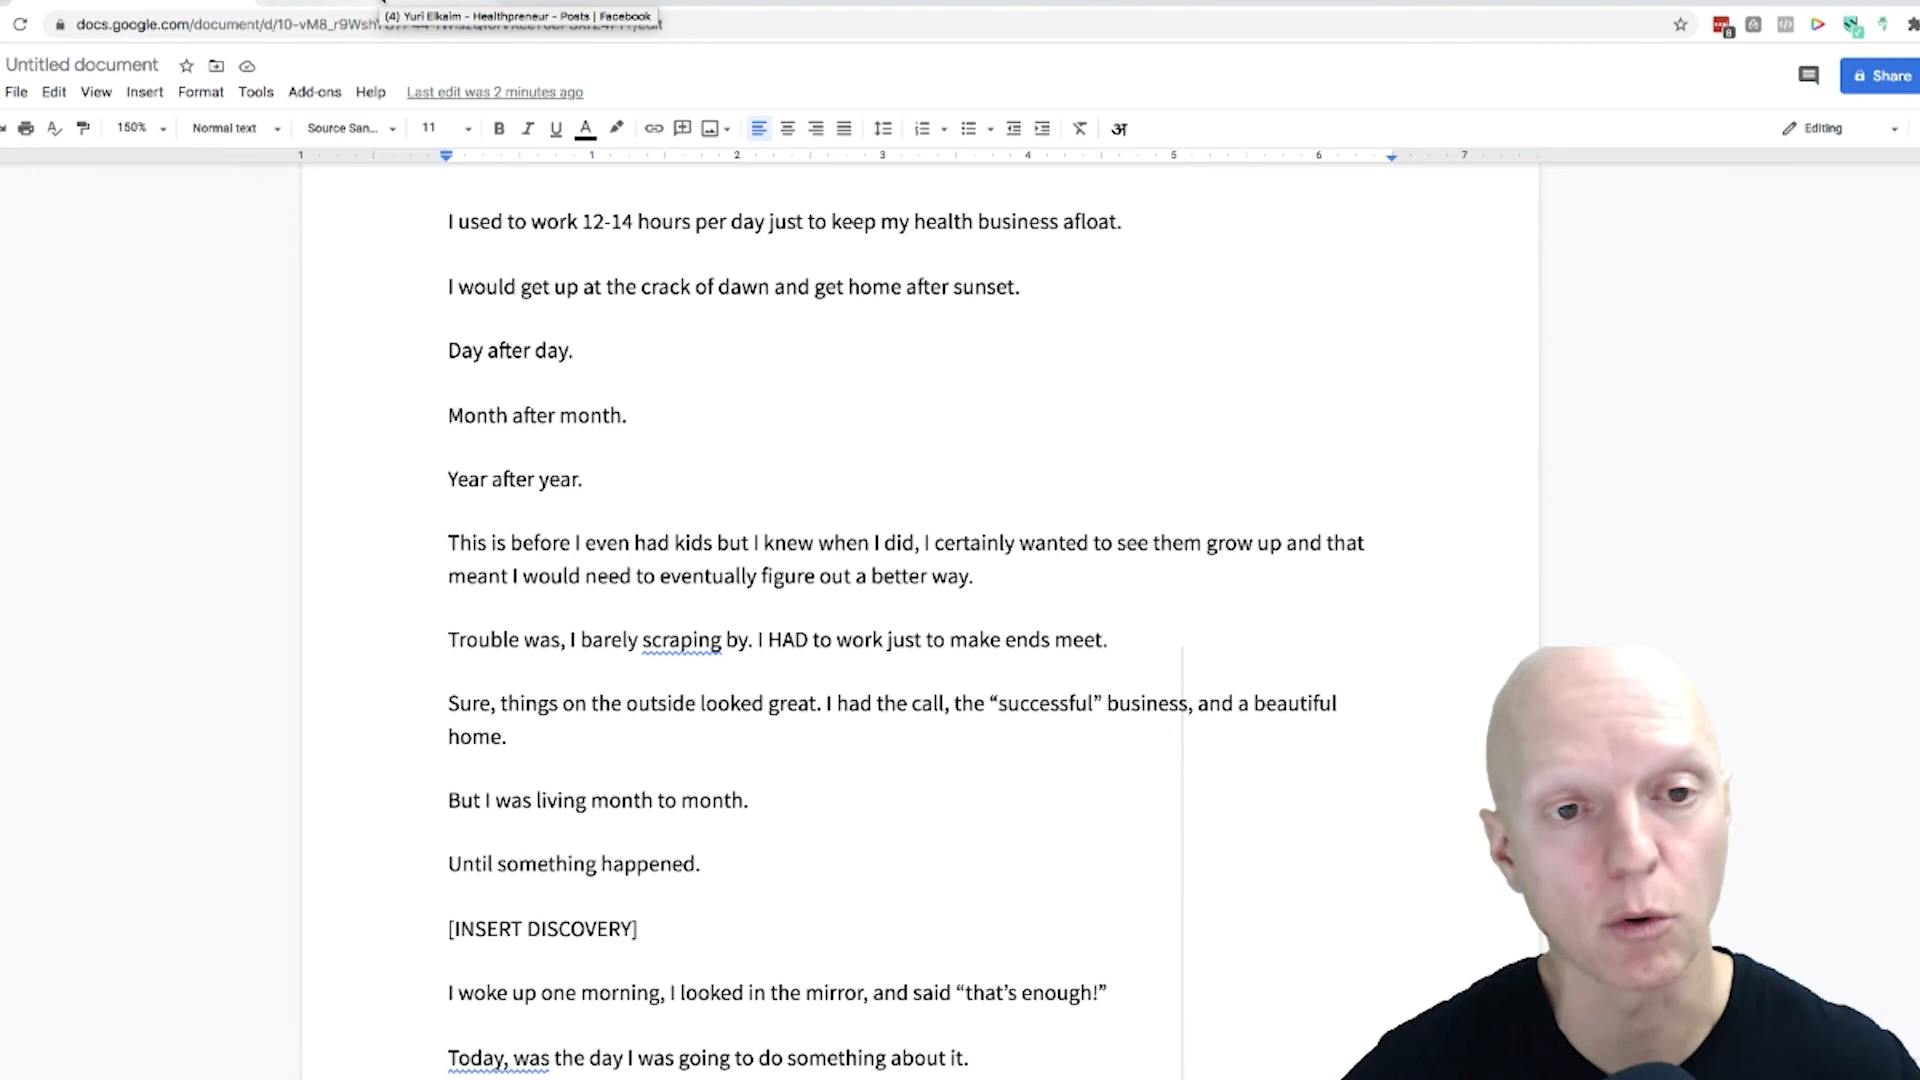 (4) Yuri Elkaim - Healthpreneur - Posts | Facebook
docs.google.com/document/d/10-vM8_r9Wsh
Untitled document
Share
File Edit View Insert Format Tools Add-ons Help Last edit was 2 minutes ago
150% Normal text Source San... 11 B I U A अ Editing
1 1 2 3 4 5 6 7
I used to work 12-14 hours per day just to keep my health business afloat.
I would get up at the crack of dawn and get home after sunset.
Day after day.
Month after month.
Year after year.
This is before I even had kids but I knew when I did, I certainly wanted to see them grow up and that
meant I would need to eventually figure out a better way.
Trouble was, I barely scraping by. I HAD to work just to make ends meet.
Sure, things on the outside looked great. I had the call, the “successful” business, and a beautiful
home.
But I was living month to month.
Until something happened.
[INSERT DISCOVERY]
I woke up one morning, I looked in the mirror, and said “that’s enough!”
Today, was the day I was going to do something about it.